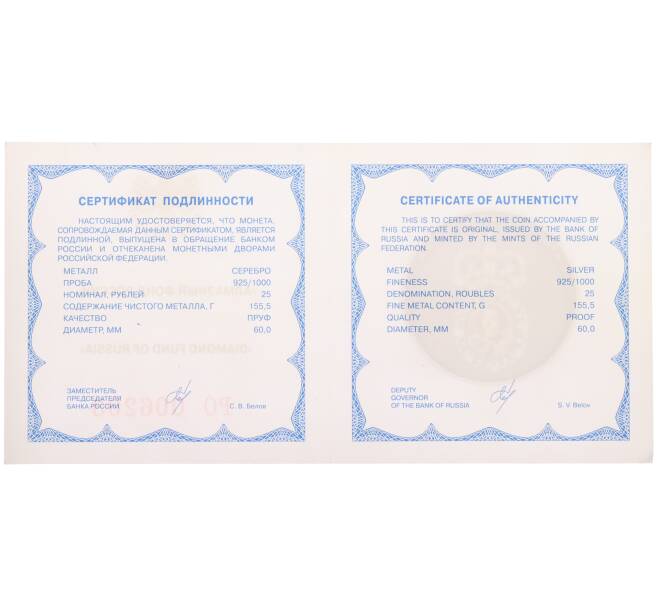 СЕРТИФИКАТ ПОДЛИННОСТИ
НАСТОЯЩИМ УДОСТОВЕРЯЕТСЯ, ЧТО МОНЕТА,
СОПРОВОЖДАЕМАЯ ДАННЫМ СЕРТИФИКАТОМ, ЯВЛЯЕТСЯ
ПОДЛИННОЙ, ВЫПУЩЕНА В ОБРАЩЕНИЕ БАНКОМ
РОССИИ И ОТЧЕКАНЕНА МОНЕТНЫМИ ДВОРАМИ
РОССИЙСКОЙ ФЕДЕРАЦИИ.
МЕТАЛЛ СЕРЕБРО
ПРОБА 925/1000
НОМИНАЛ, РУБЛЕЙ 25
СОДЕРЖАНИЕ ЧИСТОГО МЕТАЛЛА, Г 155,5
КАЧЕСТВО ПРУФ
ДИАМЕТР, ММ 60,0
ЗАМЕСТИТЕЛЬ
ПРЕДСЕДАТЕЛЯ
БАНКА РОССИИ С. В. Белов
CERTIFICATE OF AUTHENTICITY
THIS IS TO CERTIFY THAT THE COIN ACCOMPANIED BY
THIS CERTIFICATE IS ORIGINAL, ISSUED BY THE BANK OF
RUSSIA AND MINTED BY THE MINTS OF THE RUSSIAN
FEDERATION.
METAL SILVER
FINENESS 925/1000
DENOMINATION, ROUBLES 25
FINE METAL CONTENT, G 155,5
QUALITY PROOF
DIAMETER, MM 60,0
DEPUTY
GOVERNOR
OF THE BANK OF RUSSIA S. V. Belov